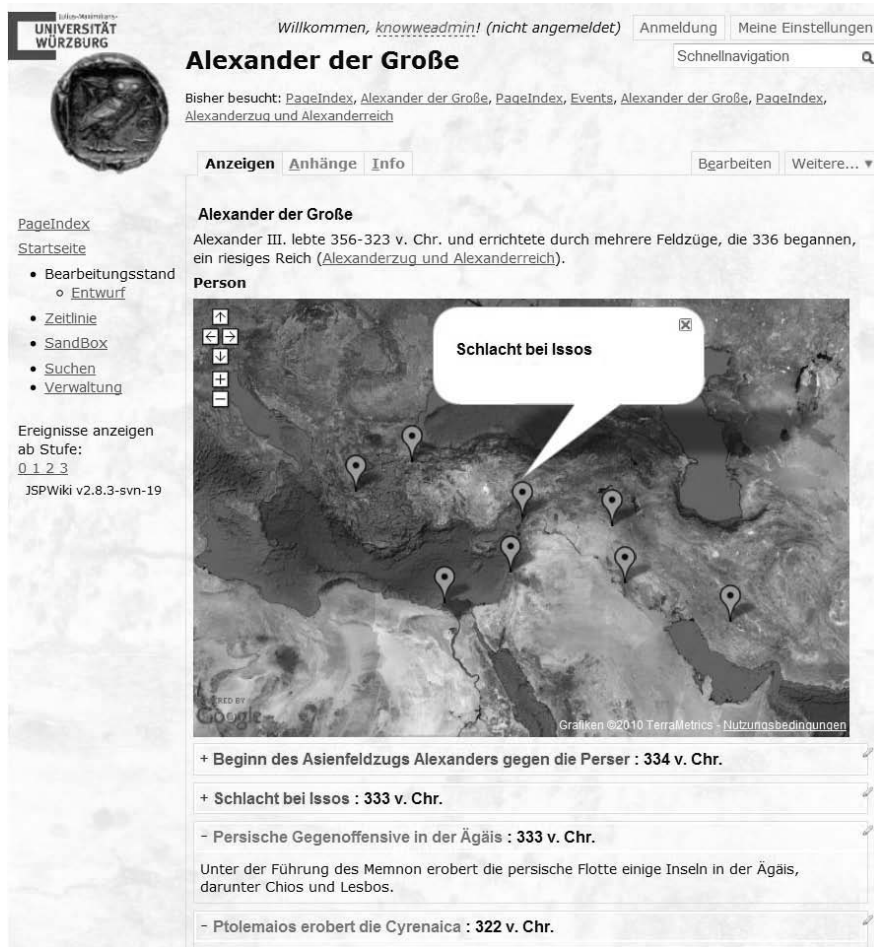 Julius-Maximilians-
UNIVERSITÄT
WÜRZBURG
Willkommen, knowweadmin! (nicht angemeldet)
Anmeldung
Meine Einstellungen
Alexander der Große
Schnellnavigation
Bisher besucht: PageIndex, Alexander der Große, PageIndex, Events, Alexander der Große, PageIndex,
Alexanderzug und Alexanderreich
Anzeigen Anhänge Info
Bearbeiten Weitere... ▾
PageIndex
Startseite
• Bearbeitungsstand
○ Entwurf
• Zeitlinie
• SandBox
• Suchen
• Verwaltung
Ereignisse anzeigen
ab Stufe:
0 1 2 3
JSPWiki v2.8.3-svn-19
Alexander der Große
Alexander III. lebte 356-323 v. Chr. und errichtete durch mehrere Feldzüge, die 336 begannen,
ein riesiges Reich (Alexanderzug und Alexanderreich).
Person
Schlacht bei Issos
POWERED BY
Google
Grafiken ©2010 TerraMetrics - Nutzungsbedingungen
+ Beginn des Asienfeldzugs Alexanders gegen die Perser : 334 v. Chr.
+ Schlacht bei Issos : 333 v. Chr.
- Persische Gegenoffensive in der Ägäis : 333 v. Chr.
Unter der Führung des Memnon erobert die persische Flotte einige Inseln in der Ägäis,
darunter Chios und Lesbos.
- Ptolemaios erobert die Cyrenaica : 322 v. Chr.